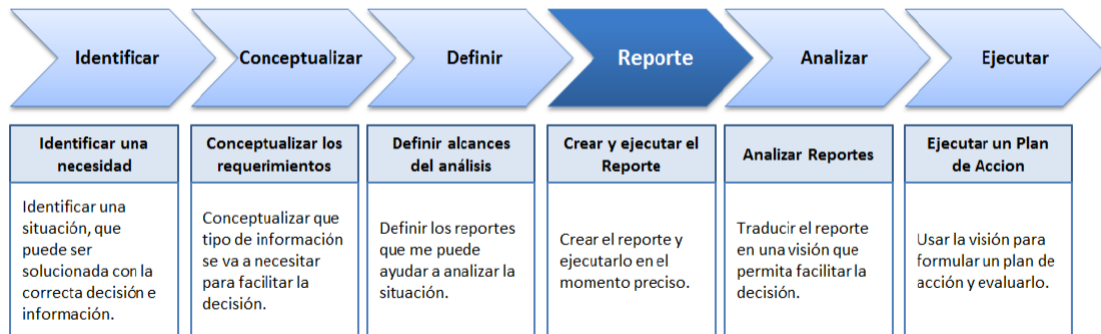 Identificar
Conceptualizar
Definir
Reporte
Analizar
Ejecutar
Identificar una
necesidad
Identificar una
situación, que
puede ser
solucionada con la
correcta decisión e
información.
Conceptualizar los
requerimientos
Conceptualizar que
tipo de información
se va a necesitar
para facilitar la
decisión.
Definir alcances
del análisis
Definir los reportes
que me puede
ayudar a analizar la
situación.
Crear y ejecutar el
Reporte
Crear el reporte y
ejecutarlo en el
momento preciso.
Analizar Reportes
Traducir el reporte
en una visión que
permita facilitar la
decisión.
Ejecutar un Plan
de Accion
Usar la visión para
formular un plan de
acción y evaluarlo.